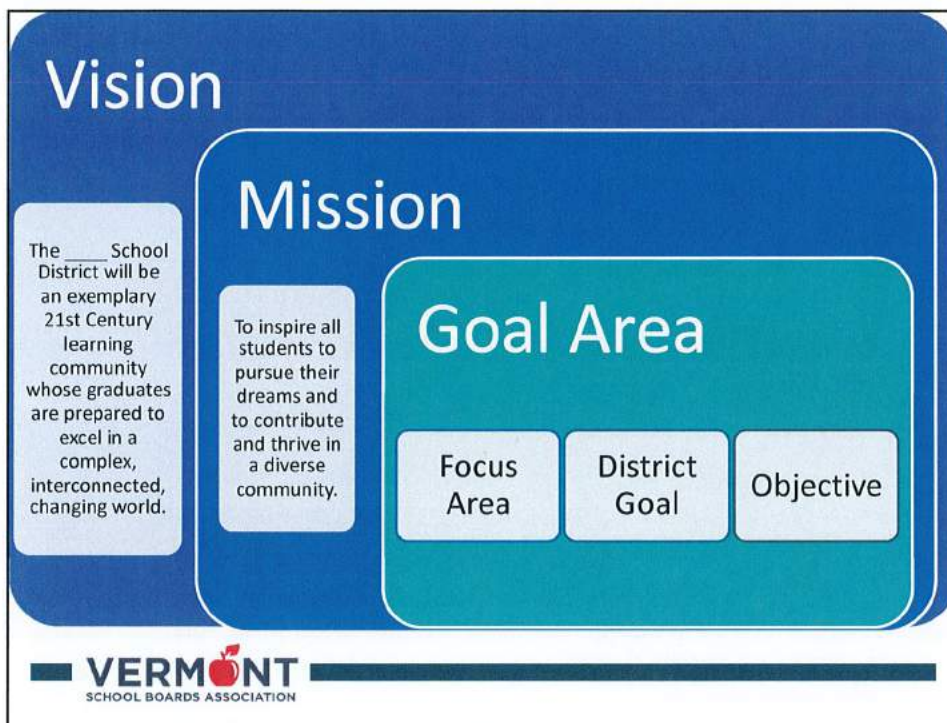 Vision
The ____ School
District will be
an exemplary
21st Century
learning
community
whose graduates
are prepared to
excel in a
complex,
interconnected,
changing world.
Mission
To inspire all
students to
pursue their
dreams and
to contribute
and thrive in
a diverse
community.
Goal Area
Focus
Area
District
Goal
Objective
VERMONT
SCHOOL BOARDS ASSOCIATION